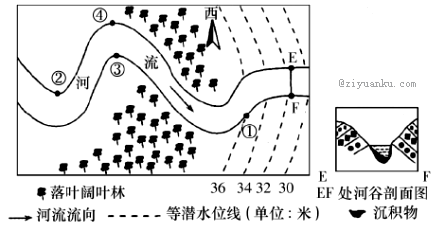 ④
西
流
E
②
河
③
@ziyuanku.com
F
①
36 34 32 30
E F
落叶阔叶林
EF 处河谷剖面图
河流流向 等潜水位线(单位:米) 沉积物